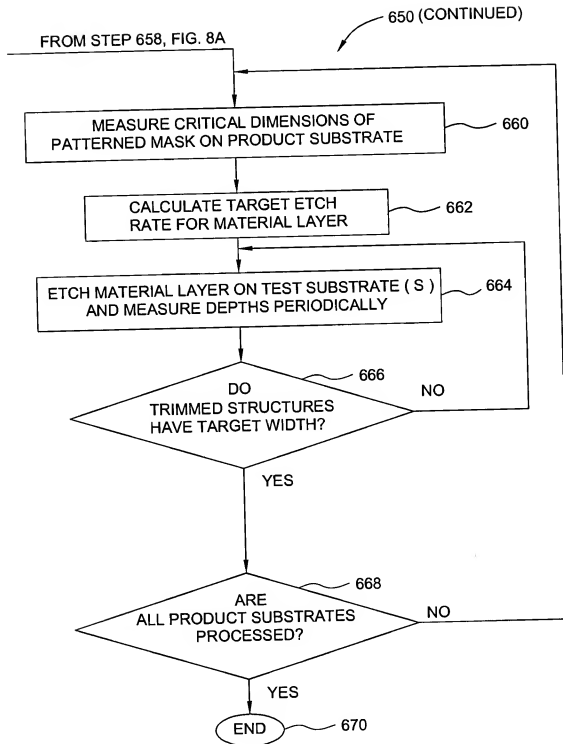 650 (CONTINUED)
FROM STEP 658, FIG. 8A
MEASURE CRITICAL DIMENSIONS OF
PATTERNED MASK ON PRODUCT SUBSTRATE
660
CALCULATE TARGET ETCH
RATE FOR MATERIAL LAYER
662
ETCH MATERIAL LAYER ON TEST SUBSTRATE ( S )
AND MEASURE DEPTHS PERIODICALLY
664
666
DO
TRIMMED STRUCTURES
HAVE TARGET WIDTH?
NO
YES
668
ARE
ALL PRODUCT SUBSTRATES
PROCESSED?
NO
YES
END
670